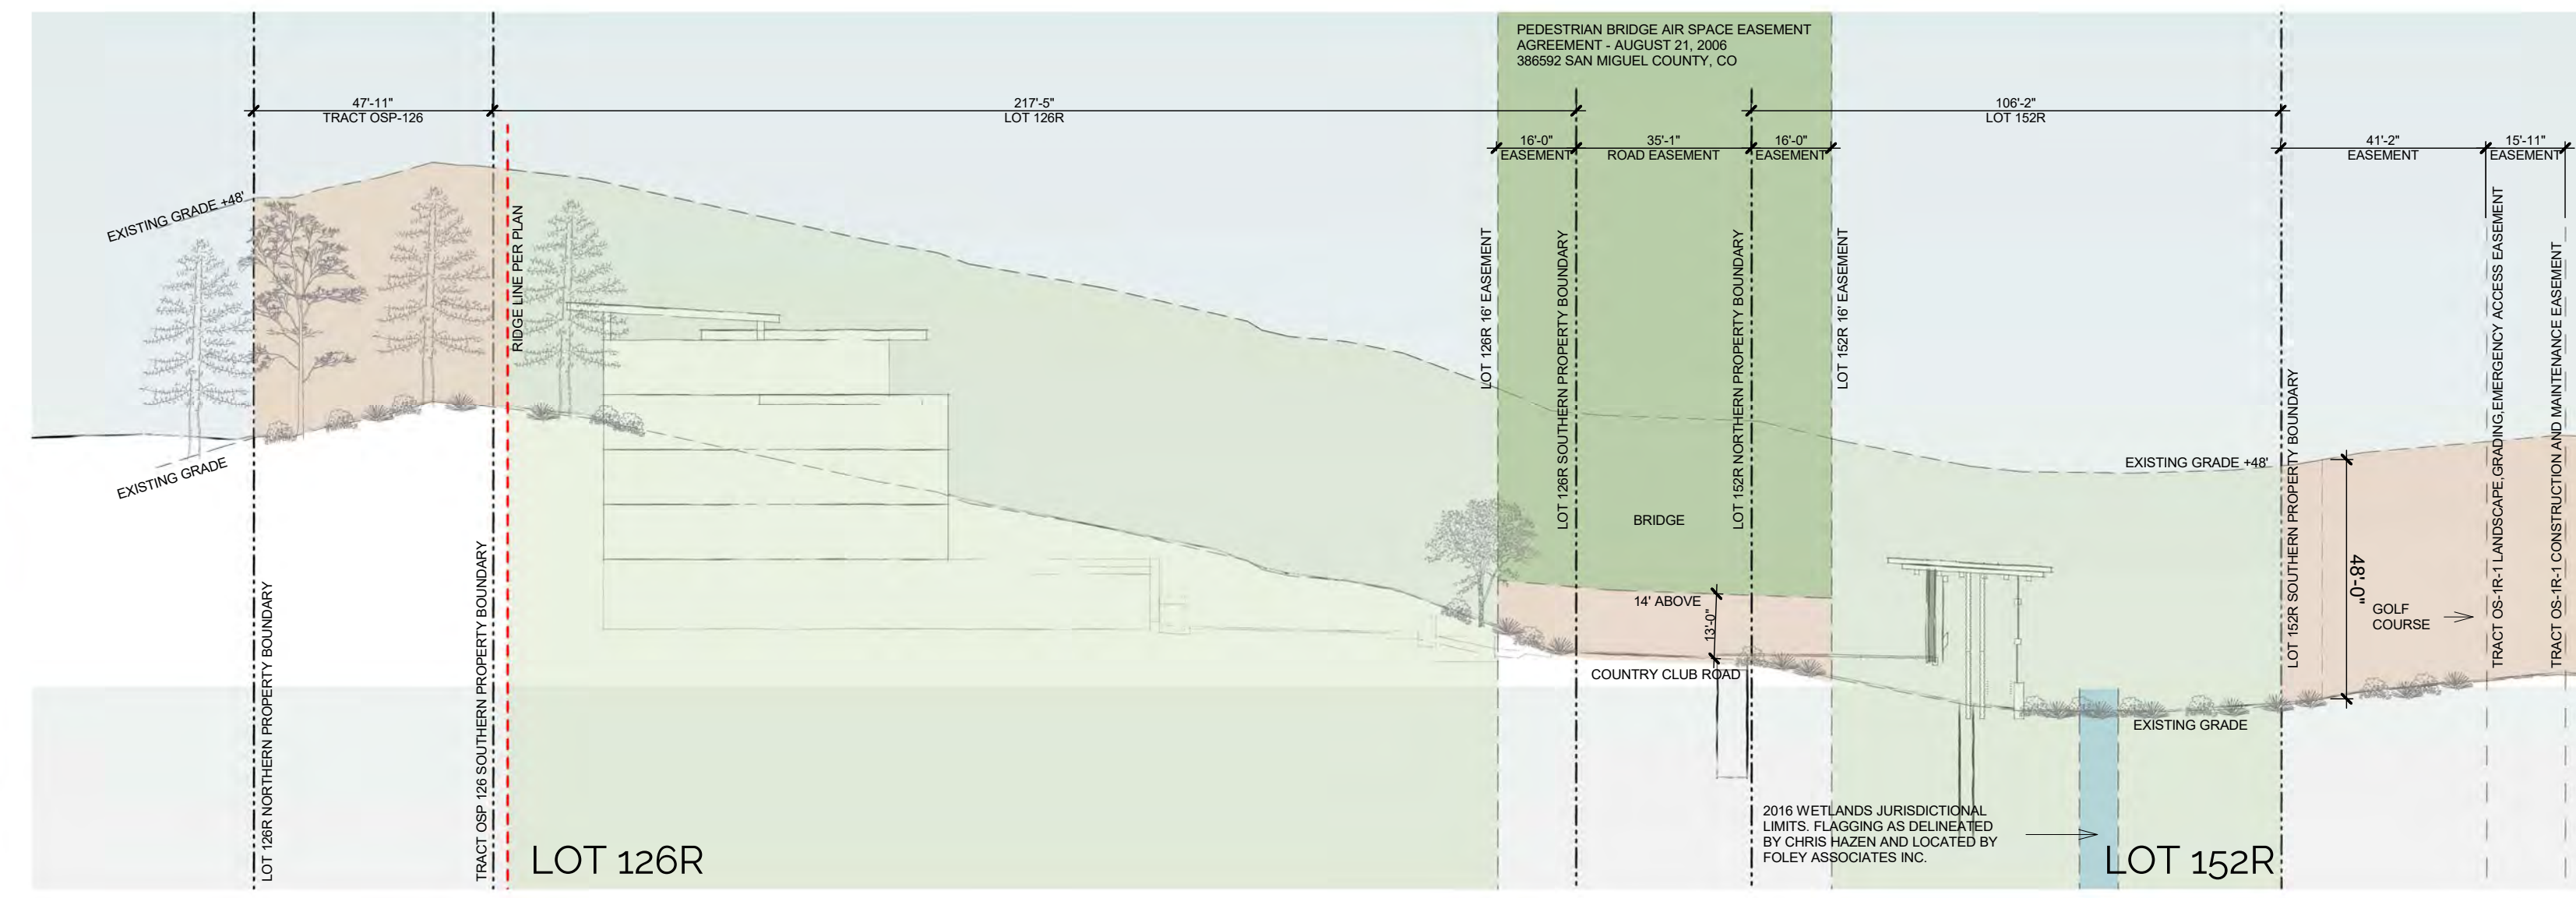 PEDESTRIAN BRIDGE AIR SPACE EASEMENT
AGREEMENT - AUGUST 21, 2006
386592 SAN MIGUEL COUNTY, CO
47'-11"
TRACT OSP-126
217'-5"
LOT 126R
106'-2"
LOT 152R
16'-0"
EASEMENT
35'-1"
ROAD EASEMENT
16'-0"
EASEMENT
41'-2"
EASEMENT
15'-11"
EASEMENT
EXISTING GRADE +48'
EXISTING GRADE
LOT 126R NORTHERN PROPERTY BOUNDARY
TRACT OSP 126 SOUTHERN PROPERTY BOUNDARY
RIDGE LINE PER PLAN
LOT 126R 16' EASEMENT
LOT 126R SOUTHERN PROPERTY BOUNDARY
BRIDGE
LOT 152R NORTHERN PROPERTY BOUNDARY
LOT 152R 16' EASEMENT
14' ABOVE
13'-0"
COUNTRY CLUB ROAD
EXISTING GRADE +48'
LOT 152R SOUTHERN PROPERTY BOUNDARY
48'-0"
GOLF
COURSE
TRACT OS-1R-1 LANDSCAPE,GRADING,EMERGENCY ACCESS EASEMENT
TRACT OS-1R-1 CONSTRUCTION AND MAINTENANCE EASEMENT
EXISTING GRADE
2016 WETLANDS JURISDICTIONAL
LIMITS. FLAGGING AS DELINEATED
BY CHRIS HAZEN AND LOCATED BY
FOLEY ASSOCIATES INC.
LOT 126R
LOT 152R